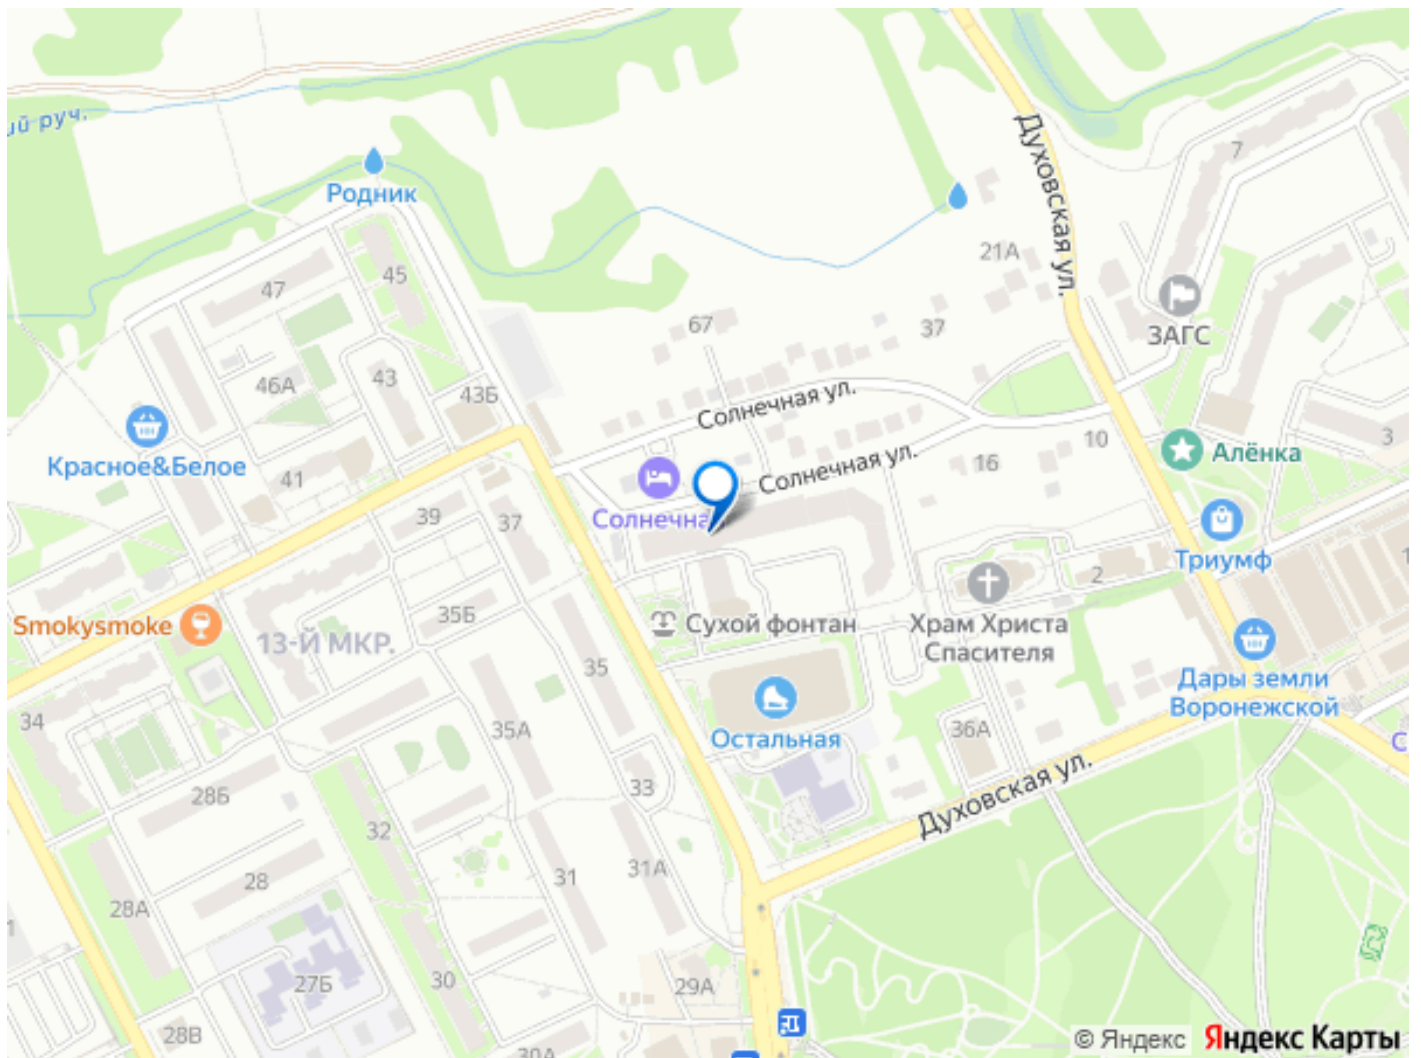 ий руч.
Родник
Духовская ул.
7
21А
47
45
67
37
ЗАГС
46А
43
43Б
Солнечная ул.
Красное&Белое
41
10
3
Алёнка
16
Солнечная ул.
39
37
Солнечна
Триумф
1
2
Smokysmoke
13-Й МКР.
35Б
Сухой фонтан
Храм Христа
Спасителя
35
Дары земли
Воронежской
34
35А
Остальная
36А
С
28Б
33
Духовская ул.
32
28
31
31А
28А
1
27Б
30
29А
28В
30А
© Яндекс
Яндекс Карты